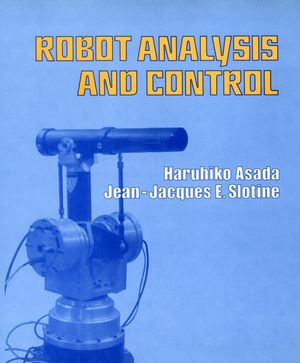 ROBOT ANALYSIS
AND CONTROL
Haruhiko Asada
Jean-Jacques E. Slotine